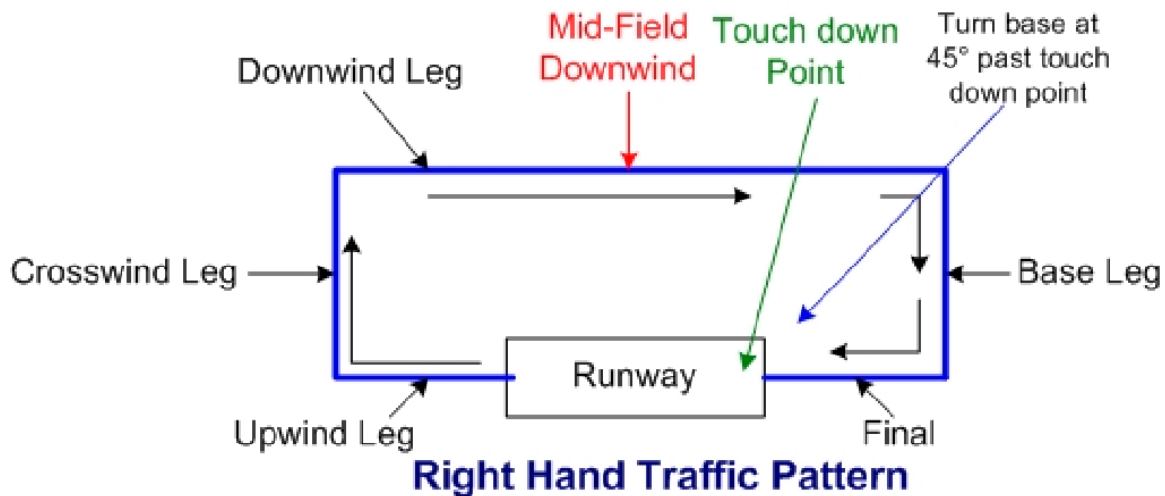 Mid-Field
Downwind
Touch down
Point
Turn base at
45° past touch
down point
Downwind Leg
Crosswind Leg
Base Leg
Runway
Upwind Leg
Final
Right Hand Traffic Pattern